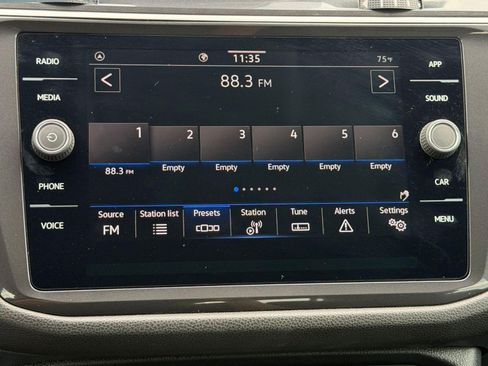 RADIO
MEDIA
PHONE
VOICE
11:35
75°F
88.3 FM
1 2 3 4 5 6
88.3 FM Empty Empty Empty Empty Empty
Source Station list Presets Station Tune Alerts Settings
FM
APP
SOUND
CAR
MENU